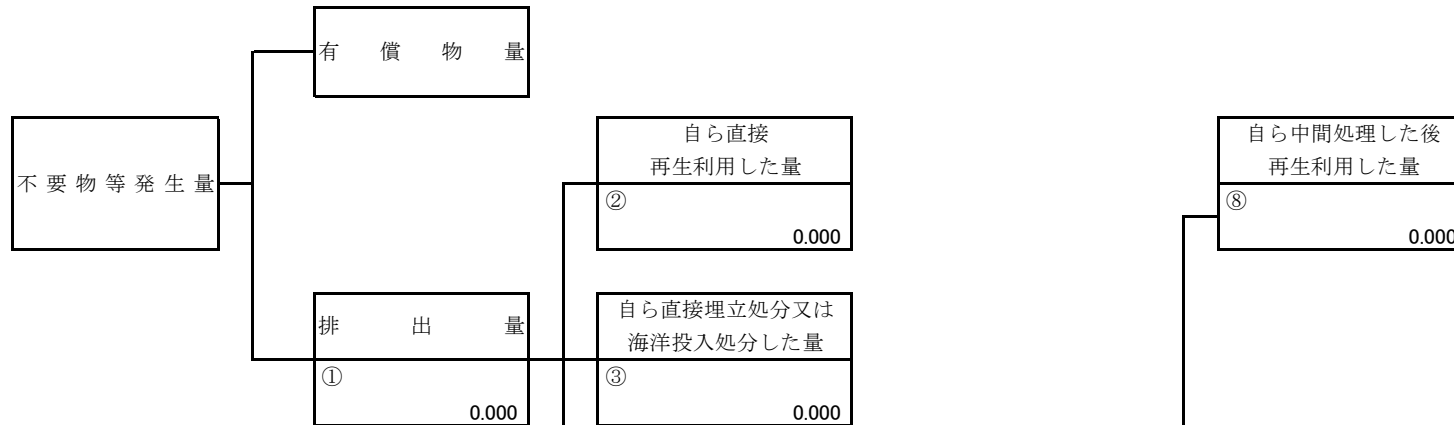 有償物量
不要物等発生量
自ら直接
再生利用した量
②
0.000
自ら中間処理した後
再生利用した量
⑧
0.000
排出量
①
0.000
自ら直接埋立処分又は
海洋投入処分した量
③
0.000